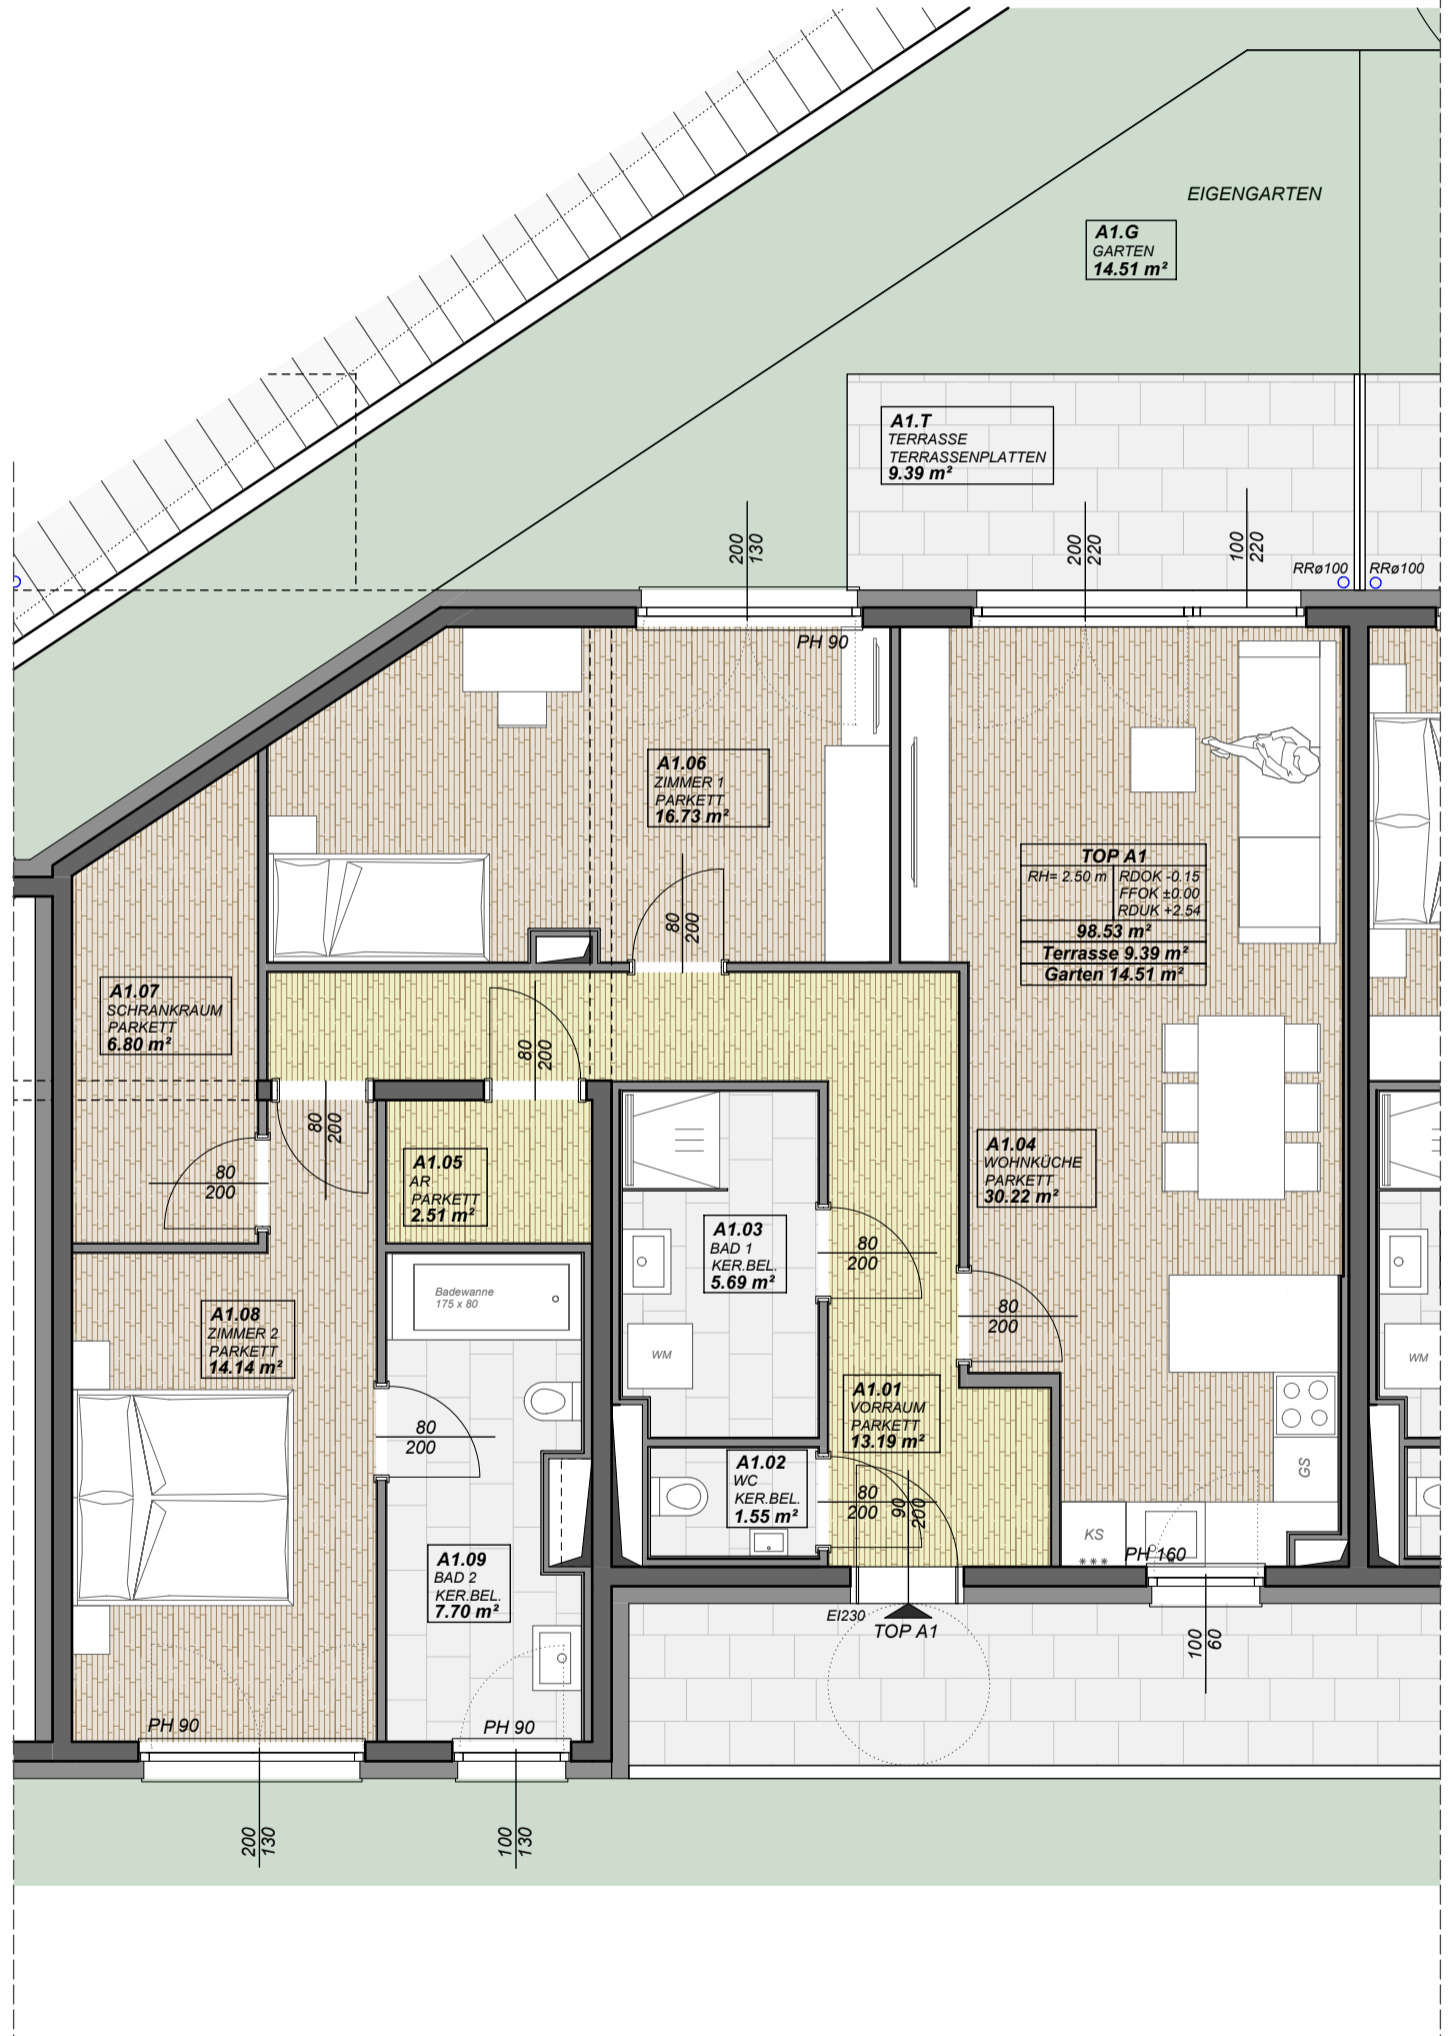 EIGENGARTEN
A1.G
GARTEN
14.51 m²
A1.T
TERRASSE
TERRASSENPLATTEN
9.39 m²
200
130
200
220
100
220
RRø100
RRø100
PH 90
A1.06
ZIMMER 1
PARKETT
16.73 m²
TOP A1
RH= 2.50 m
RDOK -0.15
FFOK ±0.00
RDUK +2.54
98.53 m²
Terrasse 9.39 m²
Garten 14.51 m²
80
200
A1.07
SCHRANKRAUM
PARKETT
6.80 m²
80
200
80
200
80
200
A1.05
AR
PARKETT
2.51 m²
A1.04
WOHNKÜCHE
PARKETT
30.22 m²
A1.03
BAD 1
KER.BEL.
5.69 m²
80
200
Badewanne
175 x 80
A1.08
ZIMMER 2
PARKETT
14.14 m²
80
200
WM
WM
A1.01
VORRAUM
PARKETT
13.19 m²
80
200
A1.02
WC
KER.BEL.
1.55 m²
80
200
90
200
GS
KS
***
PH 160
A1.09
BAD 2
KER.BEL.
7.70 m²
EI230
TOP A1
100
60
PH 90
PH 90
200
130
100
130